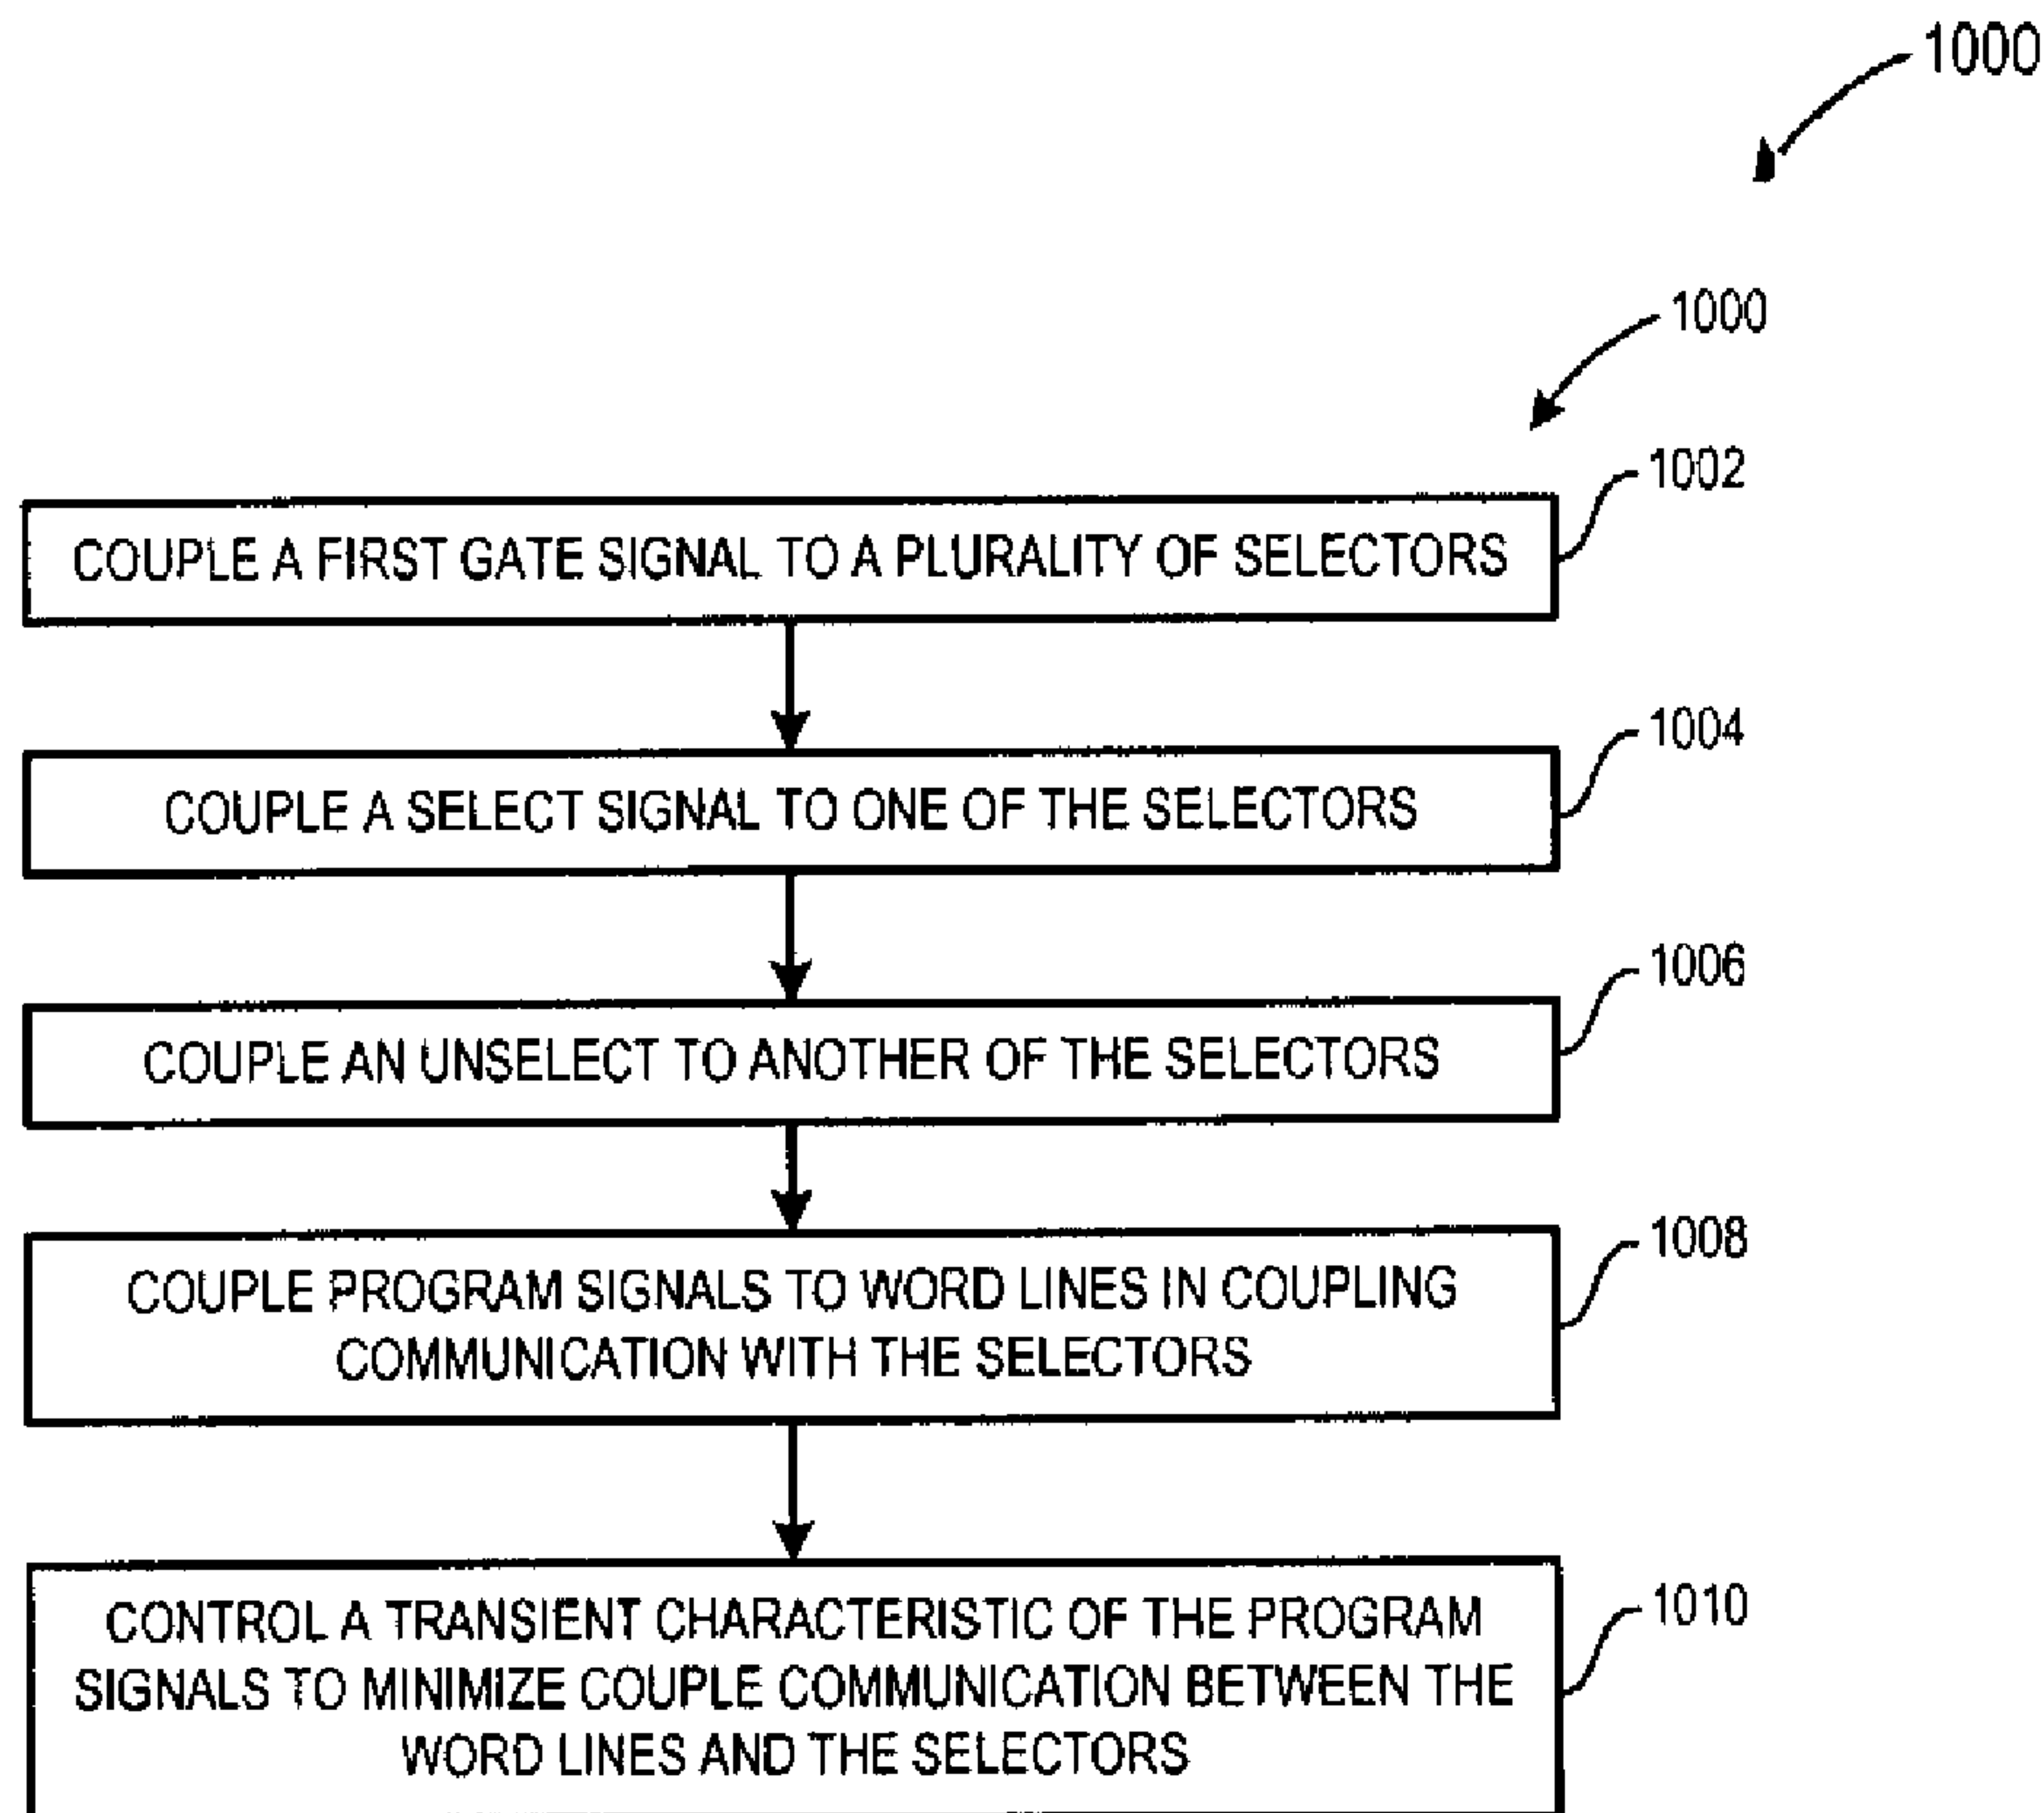 1000
1000
1002
COUPLE A FIRST GATE SIGNAL TO A PLURALITY OF SELECTORS
1004
COUPLE A SELECT SIGNAL TO ONE OF THE SELECTORS
1006
COUPLE AN UNSELECT TO ANOTHER OF THE SELECTORS
1008
COUPLE PROGRAM SIGNALS TO WORD LINES IN COUPLING
COMMUNICATION WITH THE SELECTORS
1010
CONTROL A TRANSIENT CHARACTERISTIC OF THE PROGRAM
SIGNALS TO MINIMIZE COUPLE COMMUNICATION BETWEEN THE
WORD LINES AND THE SELECTORS